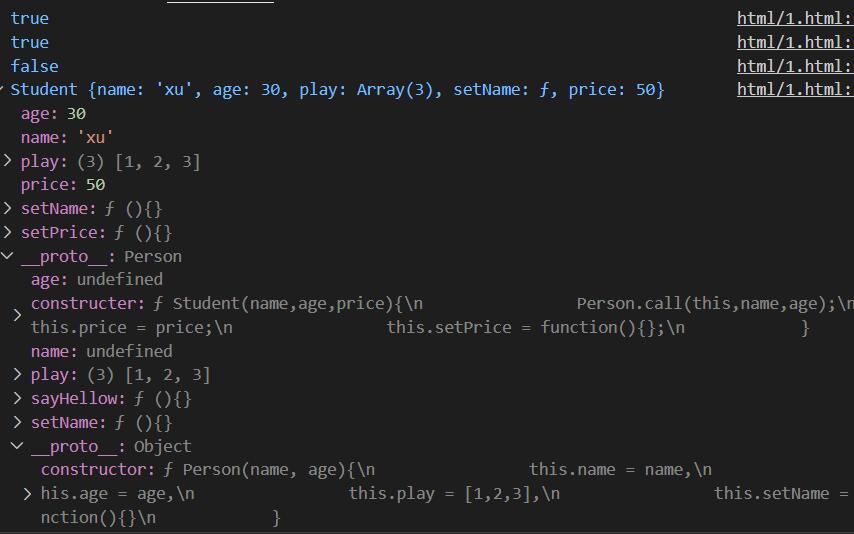 true html/1.html:
true html/1.html:
false html/1.html:
Student {name: 'xu', age: 30, play: Array(3), setName: ƒ, price: 50} html/1.html:
age: 30
name: 'xu'
play: (3) [1, 2, 3]
price: 50
setName: ƒ (){}
setPrice: ƒ (){}
__proto__: Person
age: undefined
constructer: ƒ Student(name,age,price){\n Person.call(this,name,age);\n
this.price = price;\n this.setPrice = function(){};\n }
name: undefined
play: (3) [1, 2, 3]
sayHellow: ƒ (){}
setName: ƒ (){}
__proto__: Object
constructor: ƒ Person(name, age){\n this.name = name,\n
his.age = age,\n this.play = [1,2,3],\n this.setName =
nction(){}\n }